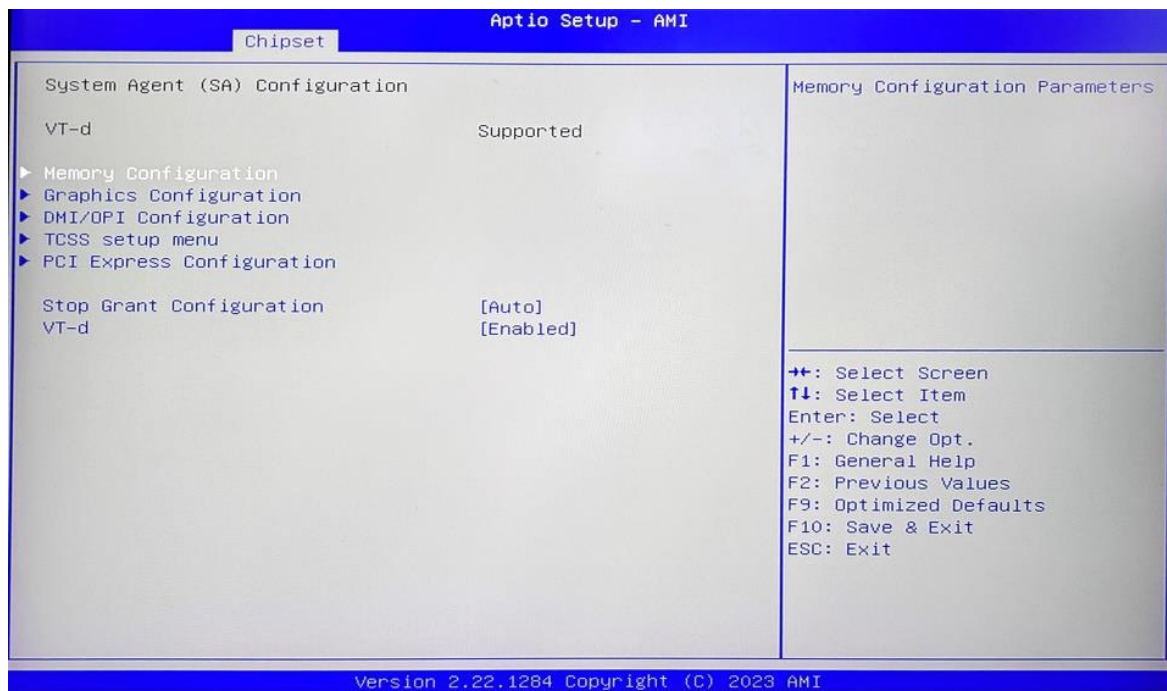 Aptio Setup - AMI
Chipset
System Agent (SA) Configuration
VT-d Supported
▶ Memory Configuration
▶ Graphics Configuration
▶ DMI/OPI Configuration
▶ TCSS setup menu
▶ PCI Express Configuration
Stop Grant Configuration [Auto]
VT-d [Enabled]
Memory Configuration Parameters
→←: Select Screen
↑↓: Select Item
Enter: Select
+/-: Change Opt.
F1: General Help
F2: Previous Values
F9: Optimized Defaults
F10: Save & Exit
ESC: Exit
Version 2.22.1284 Copyright (C) 2023 AMI